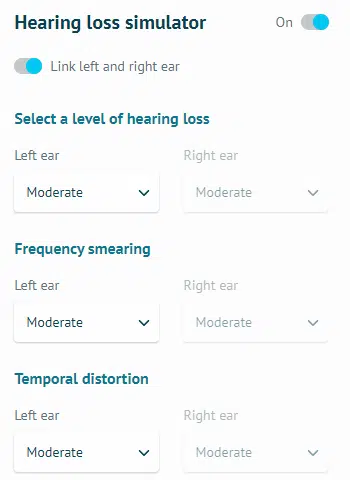 Hearing loss simulator On
Link left and right ear
Select a level of hearing loss
Left ear Right ear
Moderate Moderate
Frequency smearing
Left ear Right ear
Moderate Moderate
Temporal distortion
Left ear Right ear
Moderate Moderate